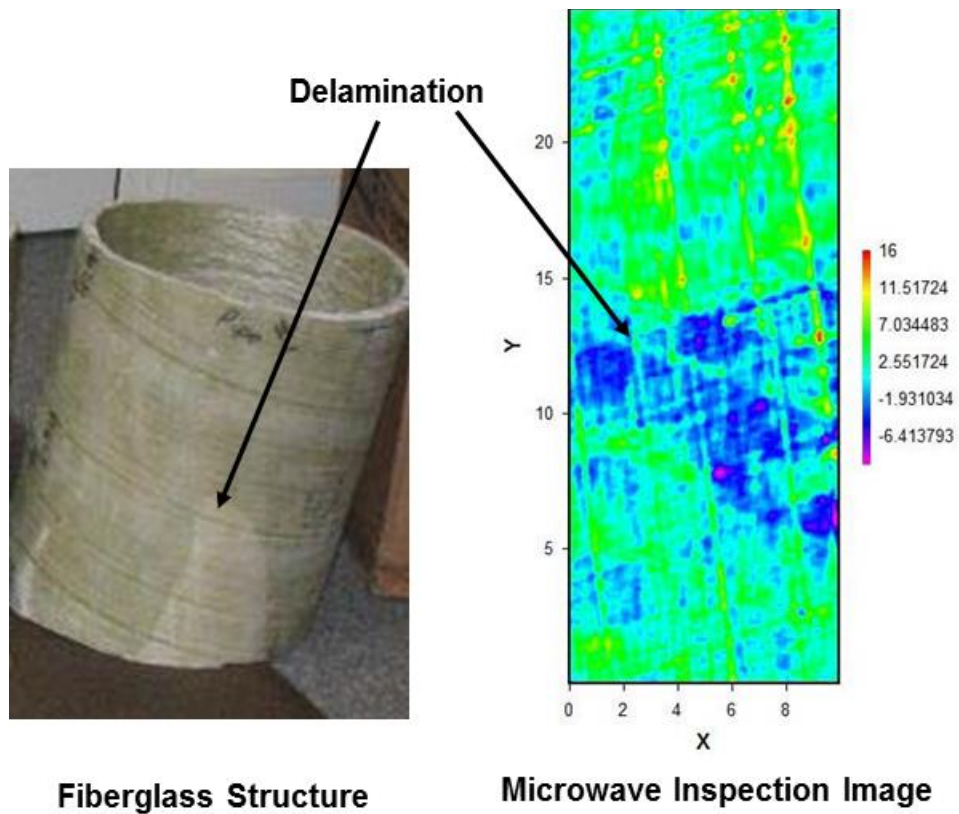 Delamination
20
15
10
5
Y
0 2 4 6 8
X
16
11.51724
7.034483
2.551724
-1.931034
-6.413793
Fiberglass Structure
Microwave Inspection Image